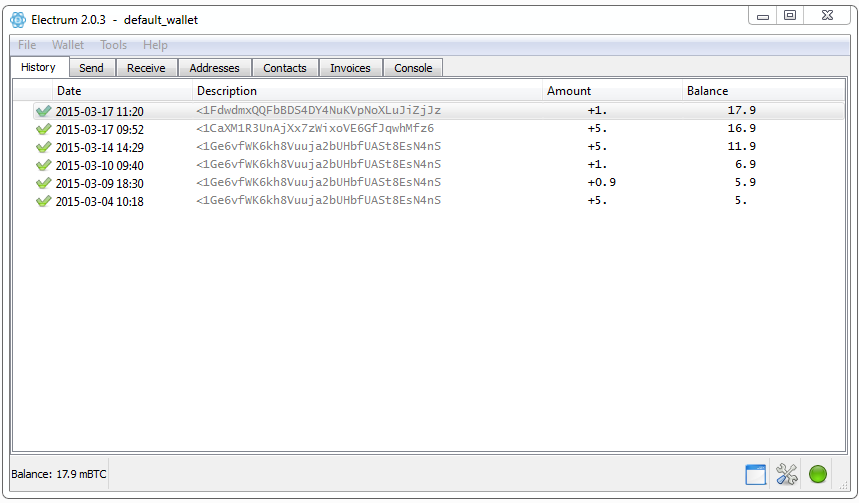 Electrum 2.0.3 - default_wallet
File Wallet Tools Help
History Send Receive Addresses Contacts Invoices Console
Date Description Amount Balance
2015-03-17 11:20 <1FdwdmxQQFbBDS4DY4NuKVpNoXLuJiZjJz +1. 17.9
2015-03-17 09:52 <1CaXM1R3UnAjXx7zWixoVE6GfJqwhMfz6 +5. 16.9
2015-03-14 14:29 <1Ge6vfWK6kh8Vuuja2bUHbfUASt8EsN4nS +5. 11.9
2015-03-10 09:40 <1Ge6vfWK6kh8Vuuja2bUHbfUASt8EsN4nS +1. 6.9
2015-03-09 18:30 <1Ge6vfWK6kh8Vuuja2bUHbfUASt8EsN4nS +0.9 5.9
2015-03-04 10:18 <1Ge6vfWK6kh8Vuuja2bUHbfUASt8EsN4nS +5. 5.
Balance: 17.9 mBTC